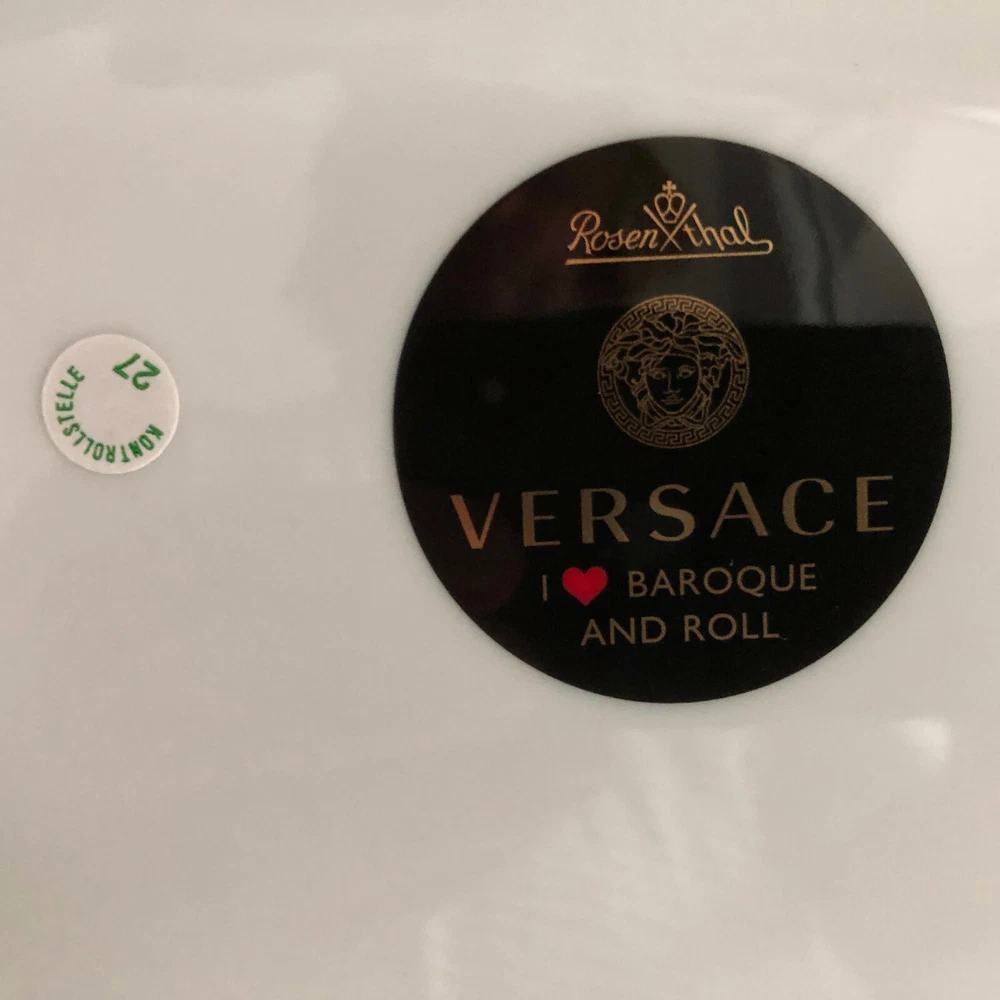 Rosenthal
VERSACE
I ❤ BAROQUE
AND ROLL
KONTROLLSTELLE
27